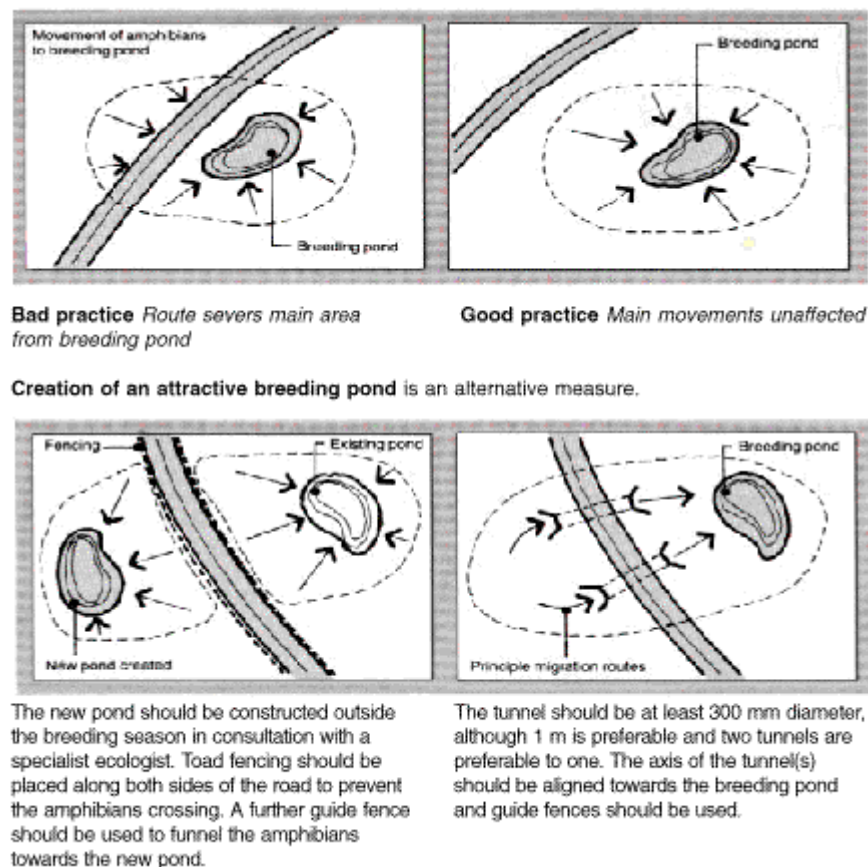 Movement of amphibians
to breeding pond
Breeding pond
Breeding pond
Bad practice Route severs main area
from breeding pond
Good practice Main movements unaffected
Creation of an attractive breeding pond is an alternative measure.
Fencing
Existing pond
New pond created
Breeding pond
Principle migration routes
The new pond should be constructed outside
the breeding season in consultation with a
specialist ecologist. Toad fencing should be
placed along both sides of the road to prevent
the amphibians crossing. A further guide fence
should be used to funnel the amphibians
towards the new pond.
The tunnel should be at least 300 mm diameter,
although 1 m is preferable and two tunnels are
preferable to one. The axis of the tunnel(s)
should be aligned towards the breeding pond
and guide fences should be used.